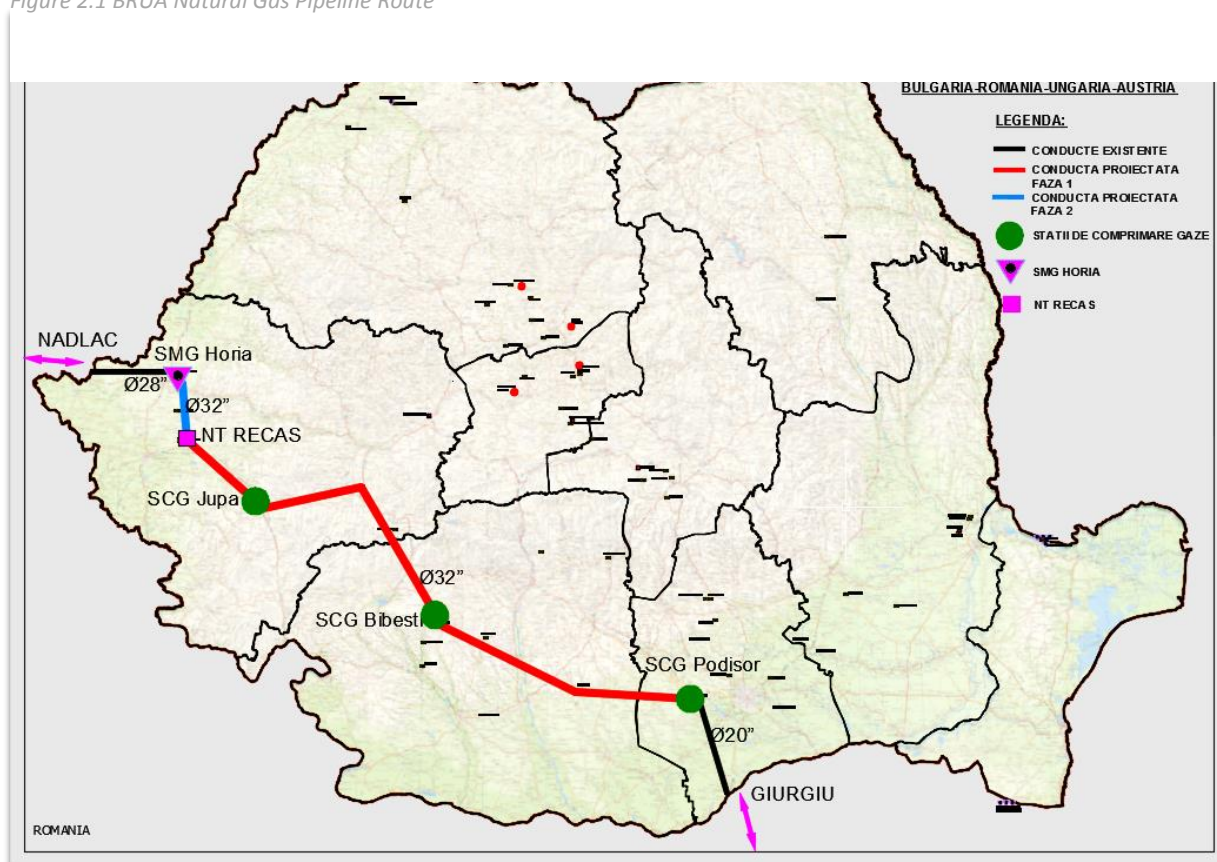 Figure 2.1 BRUA Natural Gas Pipeline Route
BULGARIA-ROMANIA-UNGARIA-AUSTRIA
LEGENDA:
CONDUCTE EXISTENTE
CONDUCTA PROIECTATA
FAZA 1
CONDUCTA PROIECTATA
FAZA 2
STATII DE COMPRIMARE GAZE
SMG HORIA
NT RECAS
NADLAC
SMG Horia
Ø28”
Ø32”
NT RECAS
SCG Jupa
Ø32”
SCG Bibesti
SCG Podisor
Ø20”
GIURGIU
ROMANIA